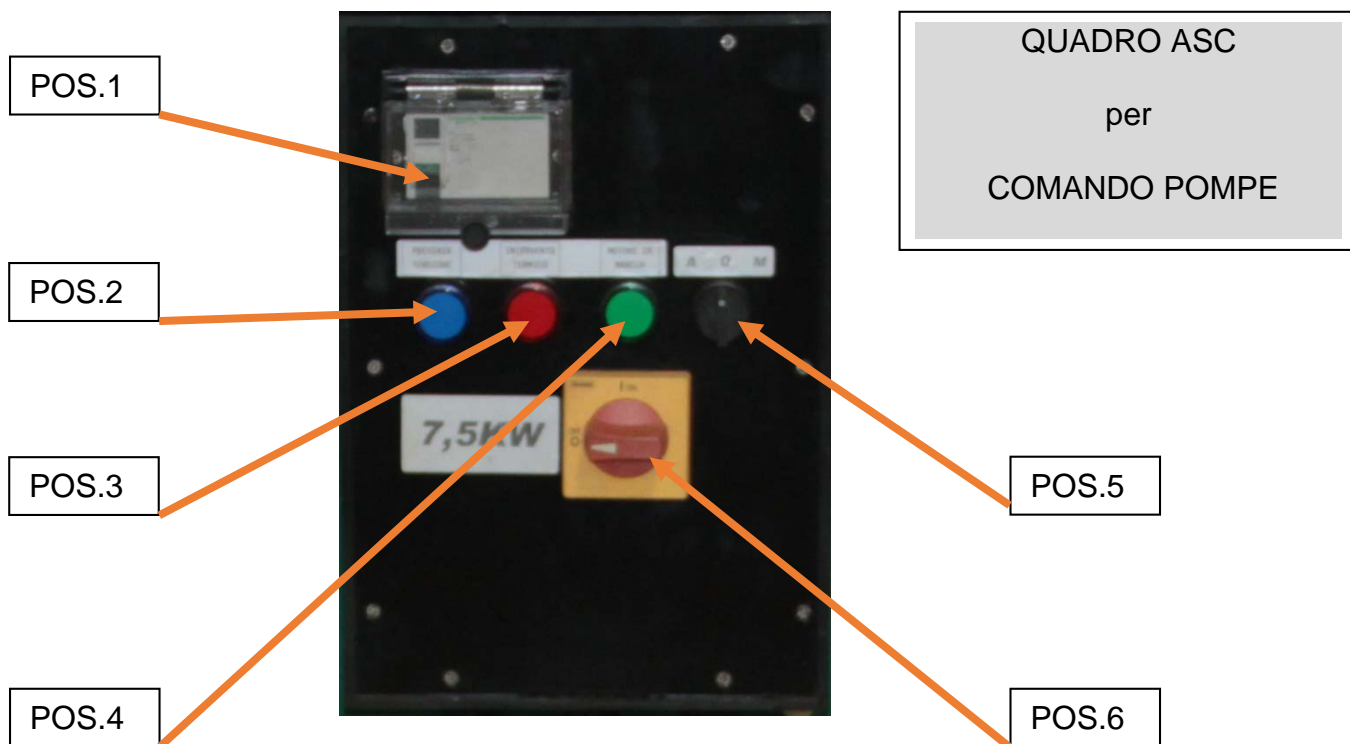 POS.1
QUADRO ASC
per
COMANDO POMPE
POS.2
A O M
7,5KW
POS.3
POS.5
POS.4
POS.6